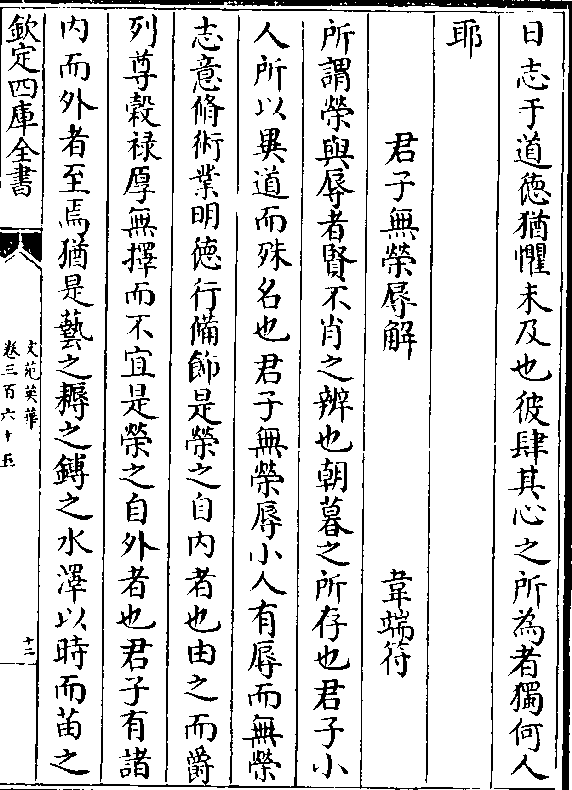 日志于道徳猶懼未及也彼肆其心之所為者獨何人
耶
君子無榮辱解　韋端符
所謂榮與辱者賢不肖之辨也朝暮之所存也君子小
人所以異道而殊名也君子無榮辱小人有辱而無榮
志意脩術業明徳行備飾是榮之自内者也由之而爵
列尊榖禄厚無擇而不宜是榮之自外者也君子有諸
内而外者至焉猶是藝之耨之鎛之水澤以時而苗之
欽定四庫全書
文苑英華
卷三百六十五
十二